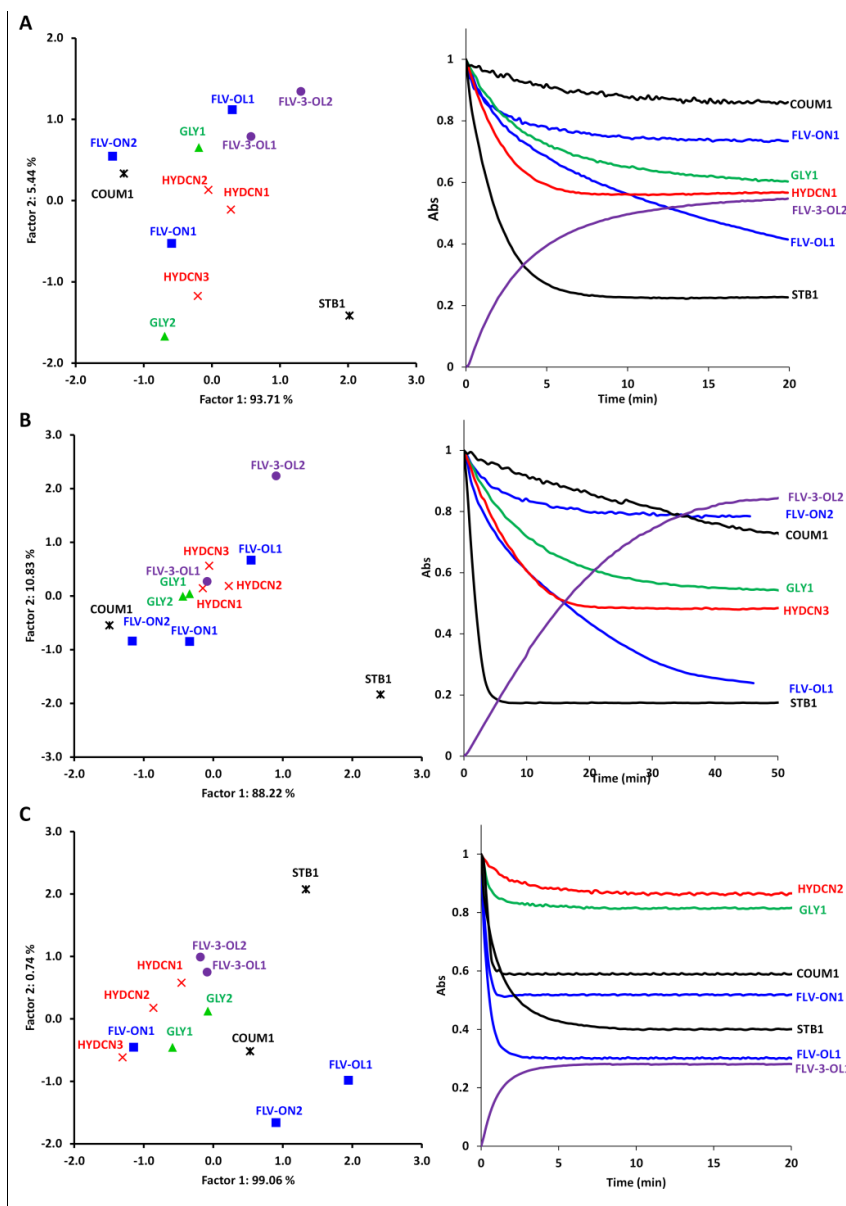 A
Factor 2: 5.44 %
2.0
1.0
0.0
-1.0
-2.0
-2.0 -1.0 0.0 1.0 2.0 3.0
Factor 1: 93.71 %
FLV-OL1
FLV-3-OL2
FLV-3-OL1
GLY1
FLV-ON2
COUM1
HYDCN2
HYDCN1
FLV-ON1
HYDCN3
GLY2
STB1
Abs
1
0.8
0.6
0.4
0.2
0
0 5 10 15 20
Time (min)
COUM1
FLV-ON1
GLY1
HYDCN1
FLV-3-OL2
FLV-OL1
STB1
B
Factor 2: 10.83 %
3.0
2.0
1.0
0.0
-1.0
-2.0
-3.0
-2.0 -1.0 0.0 1.0 2.0 3.0
Factor 1: 88.22 %
FLV-3-OL2
HYDCN3
FLV-OL1
FLV-3-OL1
GLY1
HYDCN2
GLY2
HYDCN1
COUM1
FLV-ON2
FLV-ON1
STB1
Abs
1
0.8
0.6
0.4
0.2
0
0 10 20 30 40 50
Time (min)
FLV-3-OL2
FLV-ON2
COUM1
GLY1
HYDCN3
FLV-OL1
STB1
C
Factor 2: 0.74 %
3.0
2.0
1.0
0.0
-1.0
-2.0
-2.0 -1.0 0.0 1.0 2.0 3.0
Factor 1: 99.06 %
STB1
FLV-3-OL2
HYDCN1
FLV-3-OL1
HYDCN2
GLY2
FLV-ON1
GLY1
COUM1
HYDCN3
FLV-OL1
FLV-ON2
Abs
1
0.8
0.6
0.4
0.2
0
0 5 10 15 20
Time (min)
HYDCN2
GLY1
COUM1
FLV-ON1
STB1
FLV-OL1